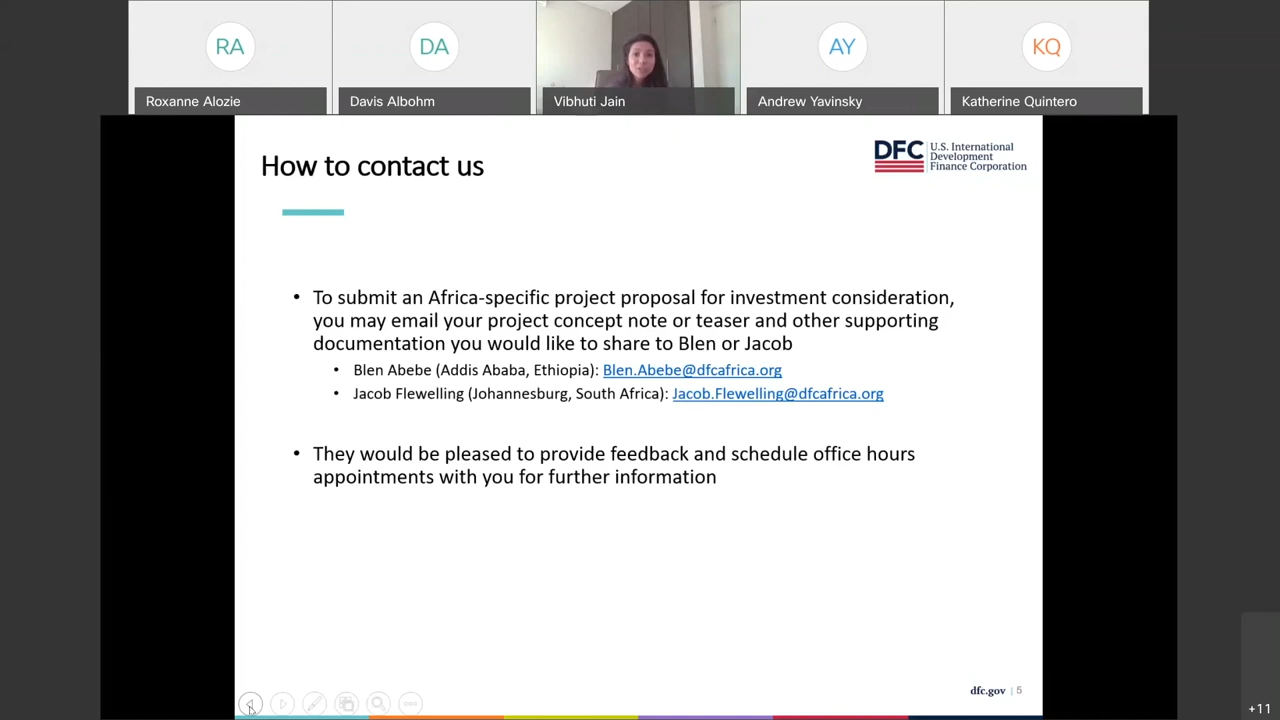 RA
DA
AY
KQ
Roxanne Alozie
Davis Albohm
Vibhuti Jain
Andrew Yavinsky
Katherine Quintero
How to contact us
DFC
U.S. International
Development
Finance Corporation
• To submit an Africa-specific project proposal for investment consideration,
you may email your project concept note or teaser and other supporting
documentation you would like to share to Blen or Jacob
• Blen Abebe (Addis Ababa, Ethiopia): Blen.Abebe@dfcafrica.org
• Jacob Flewelling (Johannesburg, South Africa): Jacob.Flewelling@dfcafrica.org
• They would be pleased to provide feedback and schedule office hours
appointments with you for further information
dfc.gov | 5
+11